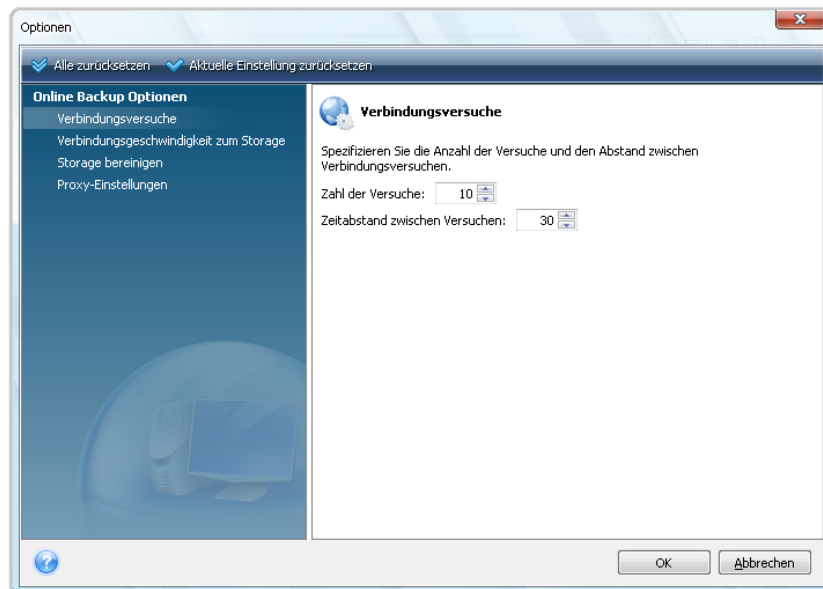 Optionen
Alle zurücksetzen
Aktuelle Einstellung zurücksetzen
Online Backup Optionen
Verbindungsversuche
Verbindungsgeschwindigkeit zum Storage
Storage bereinigen
Proxy-Einstellungen
Verbindungsversuche
Spezifizieren Sie die Anzahl der Versuche und den Abstand zwischen
Verbindungsversuchen.
Zahl der Versuche: 10
Zeitabstand zwischen Versuchen: 30
OK
Abbrechen